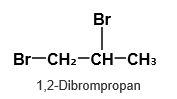 Br
Br—CH₂—CH—CH₃
1,2-Dibrompropan